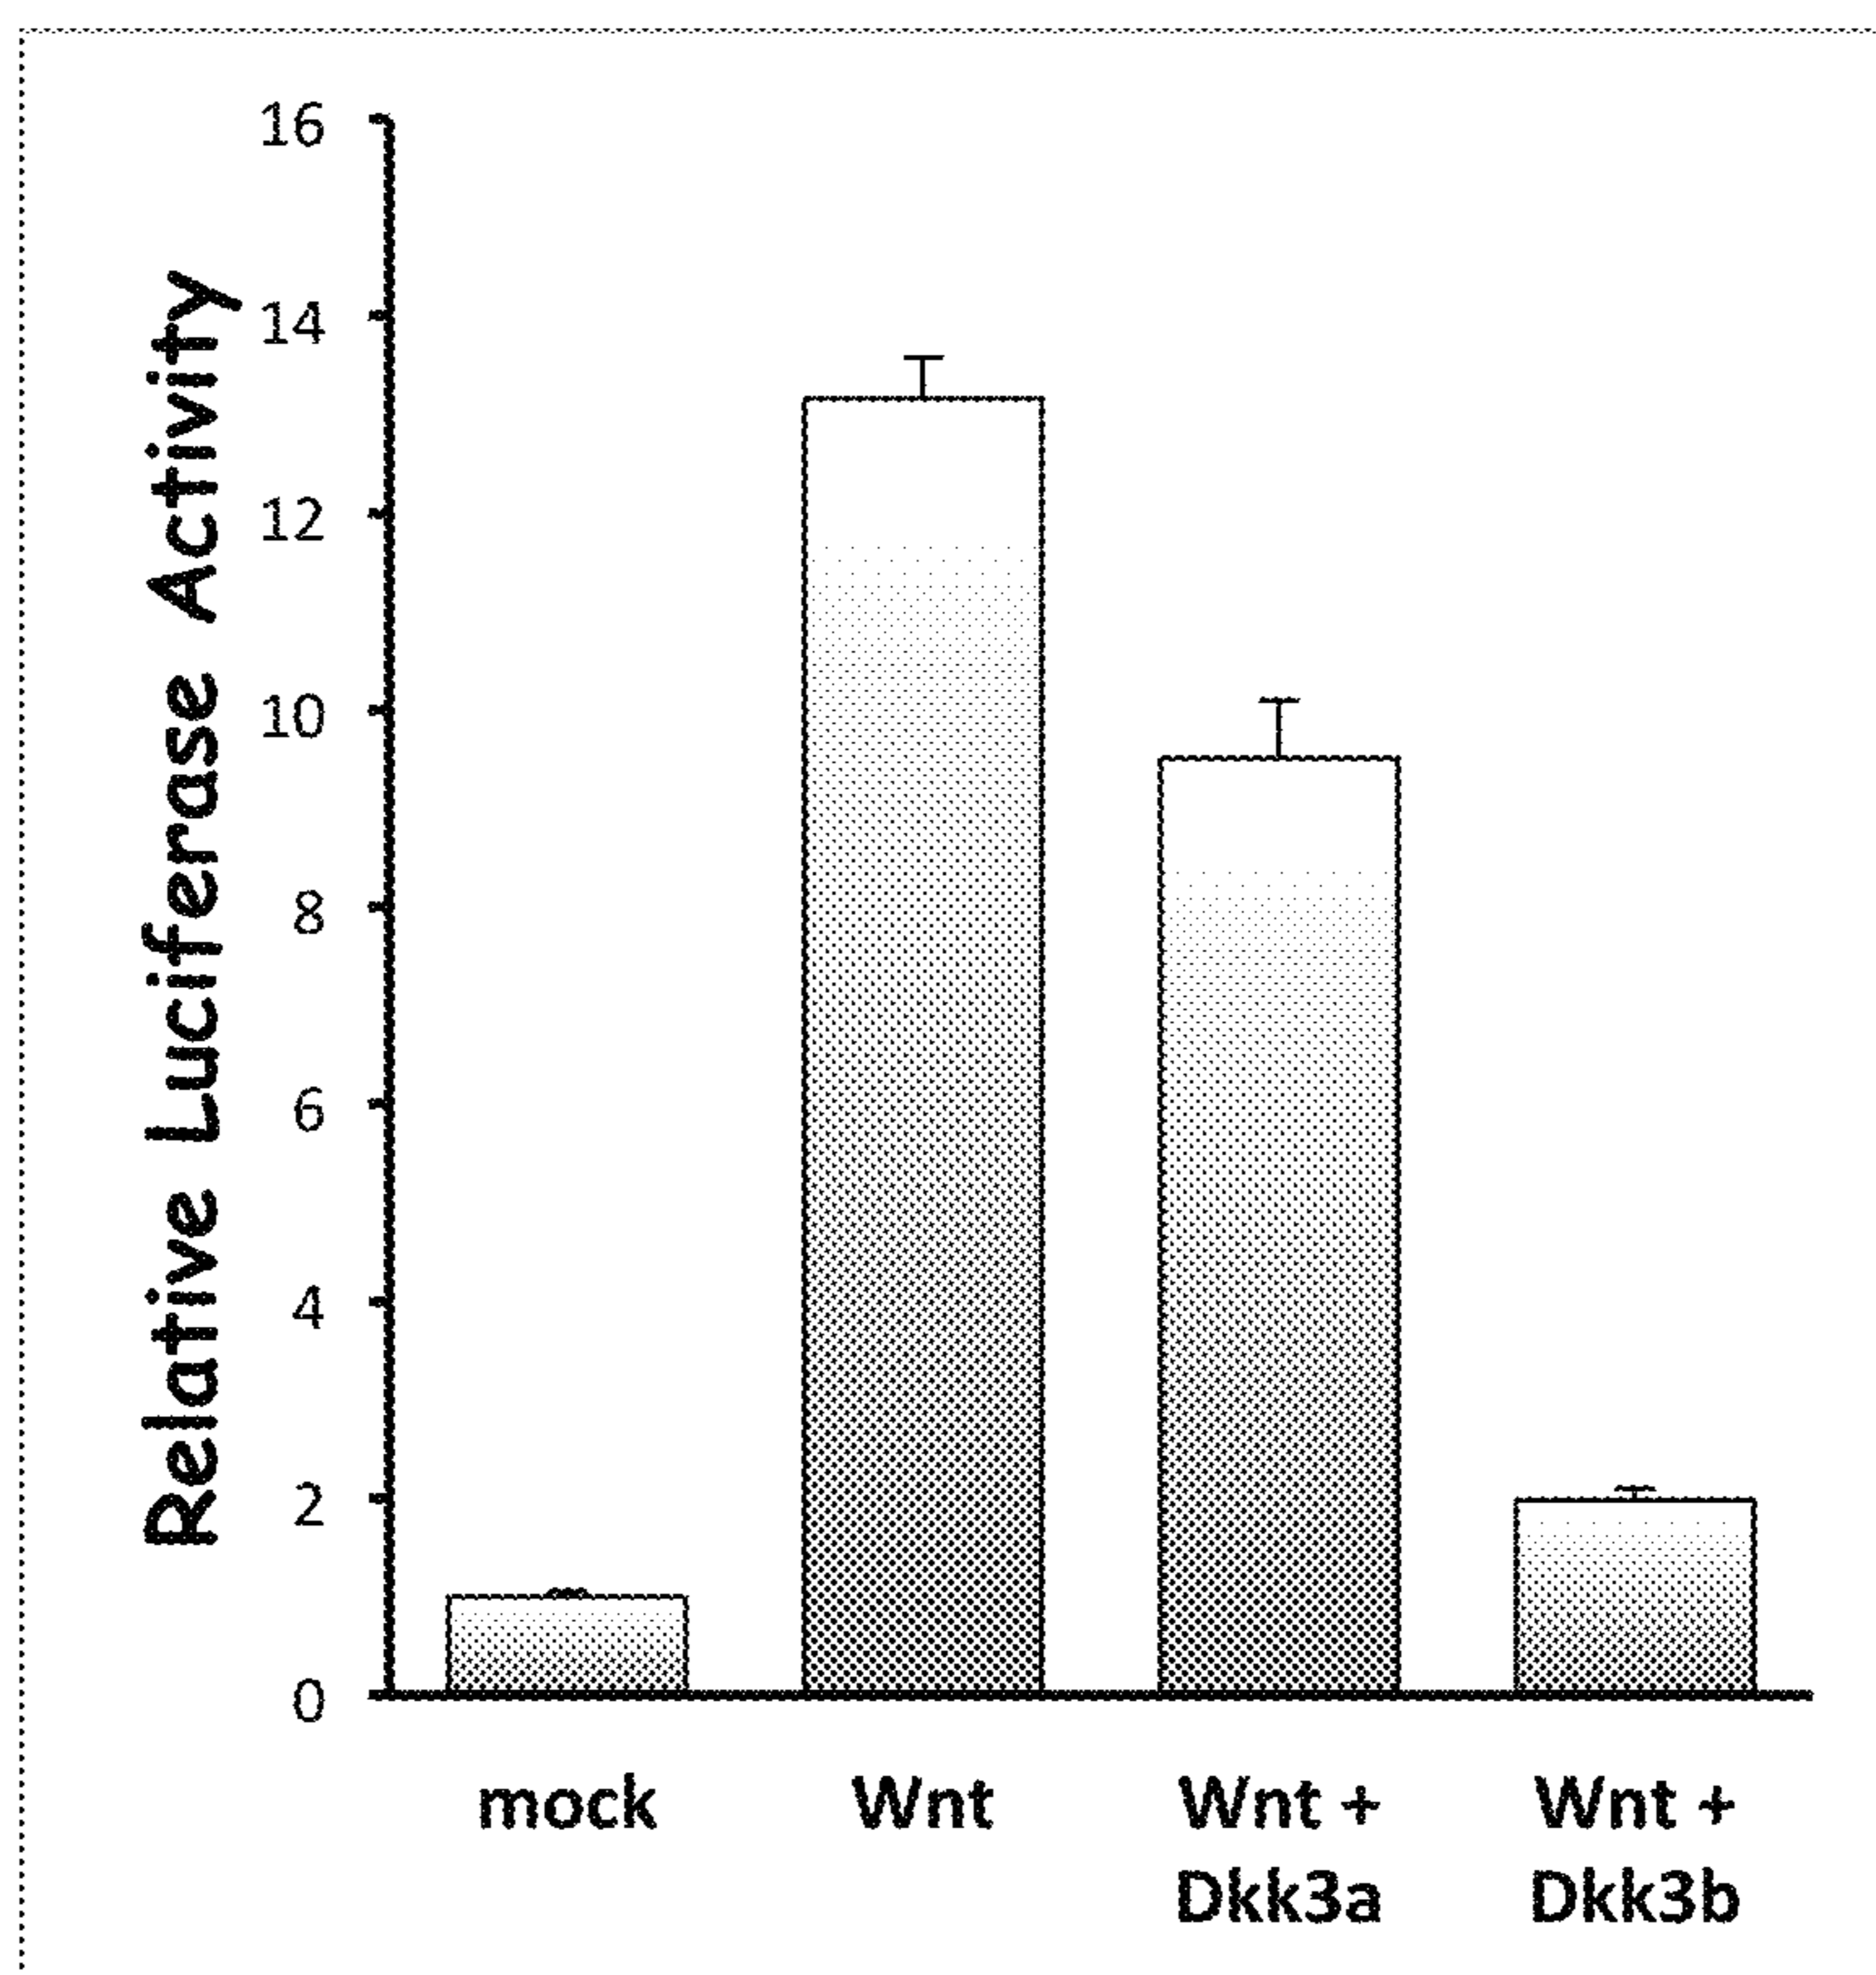 Relative Luciferase Activity
16
14
12
10
8
6
4
2
0
mock
Wnt
Wnt +
Dkk3a
Wnt +
Dkk3b